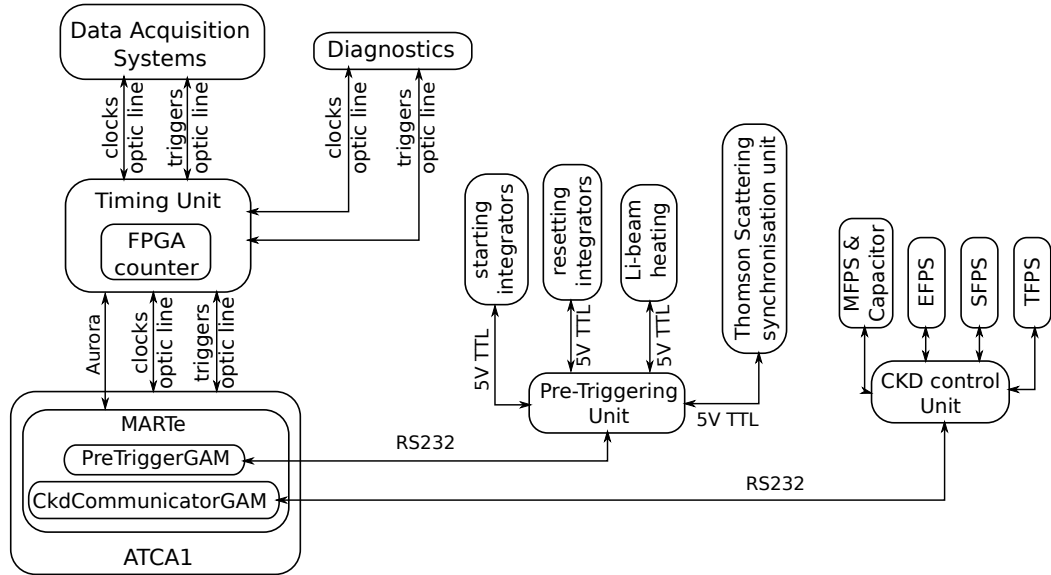 Data Acquisition
Systems
Diagnostics
clocks
optic line
triggers
optic line
clocks
optic line
triggers
optic line
Timing Unit
FPGA
counter
starting
integrators
resetting
integrators
Li-beam
heating
Thomson Scattering
synchronisation unit
MFPS &
Capacitor
EFPS
SFPS
TFPS
Aurora
clocks
optic line
triggers
optic line
5V TTL
5V TTL
5V TTL
5V TTL
Pre-Triggering
Unit
CKD control
Unit
MARTe
PreTriggerGAM
RS232
CkdCommunicatorGAM
RS232
ATCA1